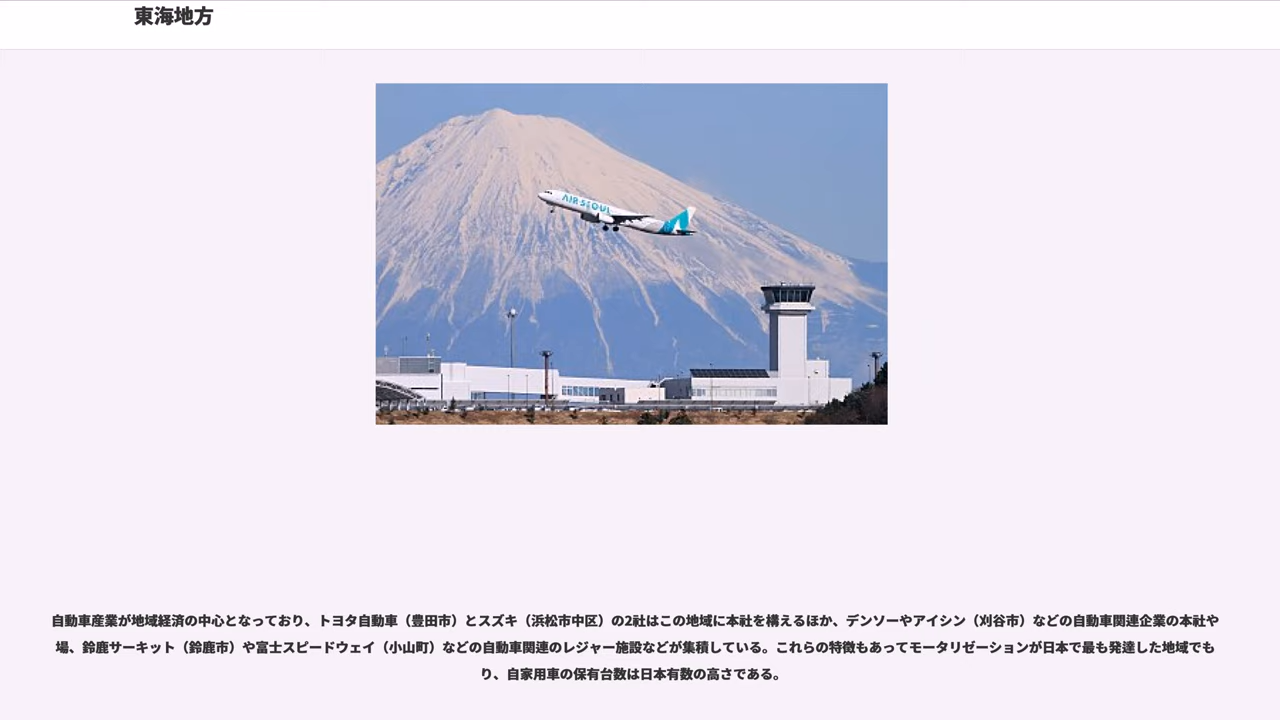 東海地方
AIR SEOUL
自動車産業が地域経済の中心となっており、トヨタ自動車（豊田市）とスズキ（浜松市中区）の2社はこの地域に本社を構えるほか、デンソーやアイシン（刈谷市）などの自動車関連企業の本社や
場、鈴鹿サーキット（鈴鹿市）や富士スピードウェイ（小山町）などの自動車関連のレジャー施設などが集積している。これらの特徴もあってモータリゼーションが日本で最も発達した地域でも
り、自家用車の保有台数は日本有数の高さである。